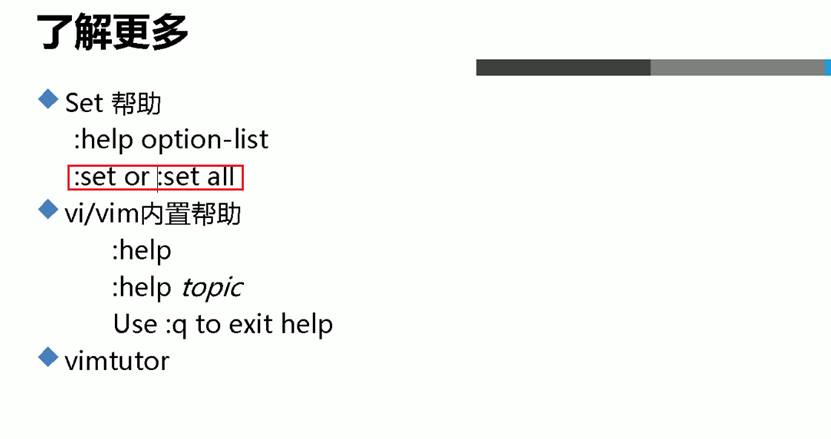 了解更多
Set 帮助
:help option-list
:set or :set all
vi/vim内置帮助
:help
:help topic
Use :q to exit help
vimtutor